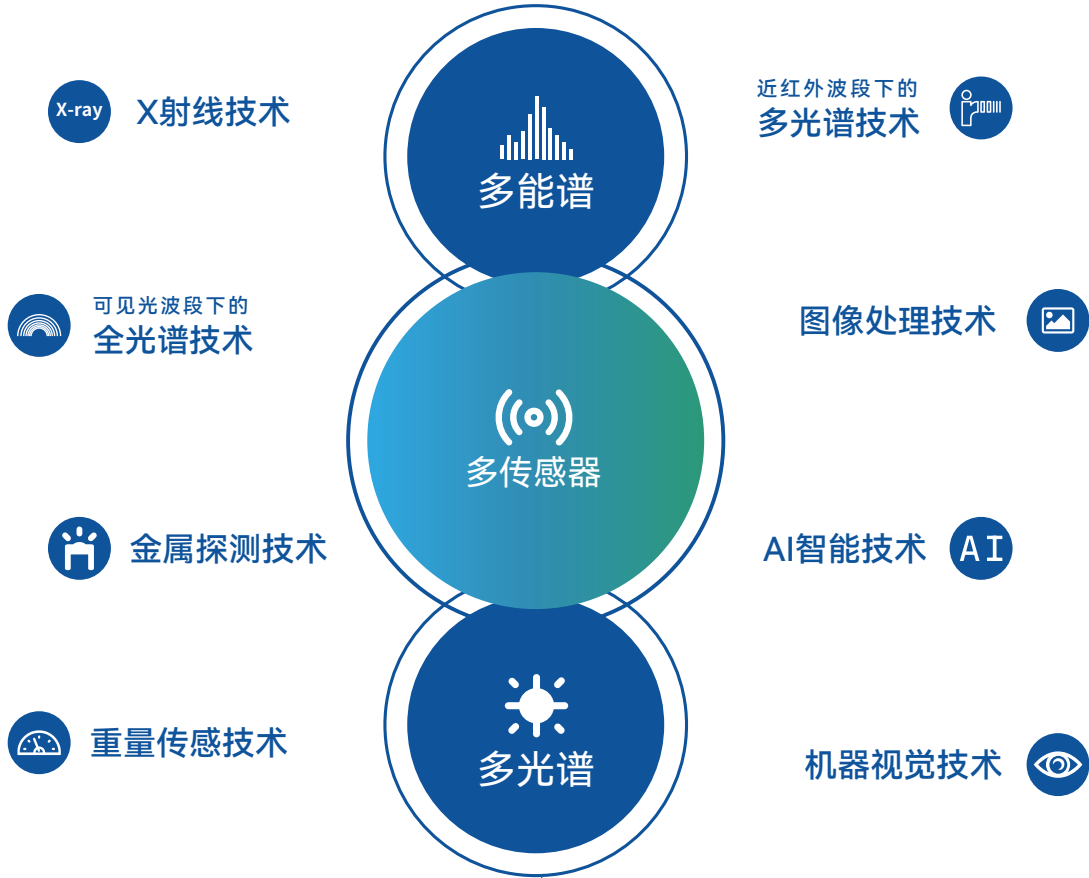 X-ray
X射线技术
多能谱
近红外波段下的
多光谱技术
可见光波段下的
全光谱技术
图像处理技术
多传感器
金属探测技术
AI智能技术
AI
重量传感技术
多光谱
机器视觉技术